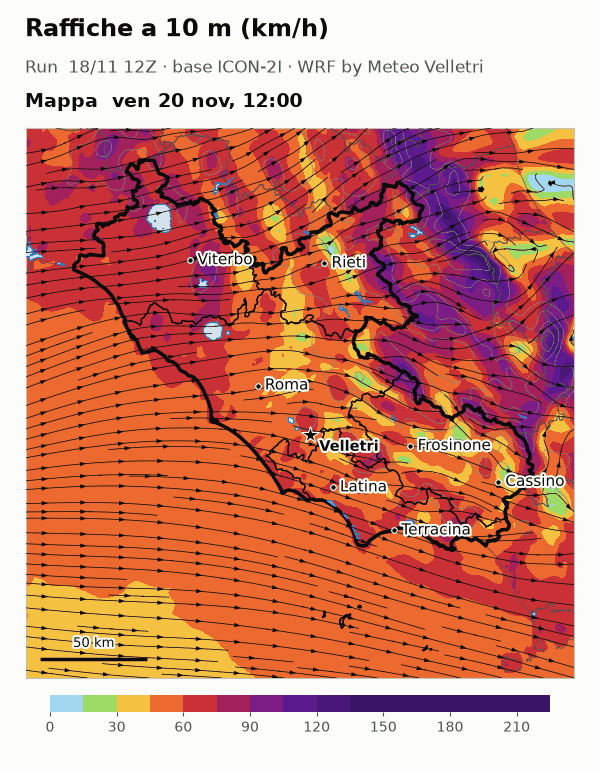 Raffiche a 10 m (km/h)
Run  18/11 12Z · base ICON-2I · WRF by Meteo Velletri
Mappa  ven 20 nov, 12:00
Viterbo
Rieti
Roma
Velletri
Frosinone
Cassino
Latina
Terracina
50 km
0 30 60 90 120 150 180 210